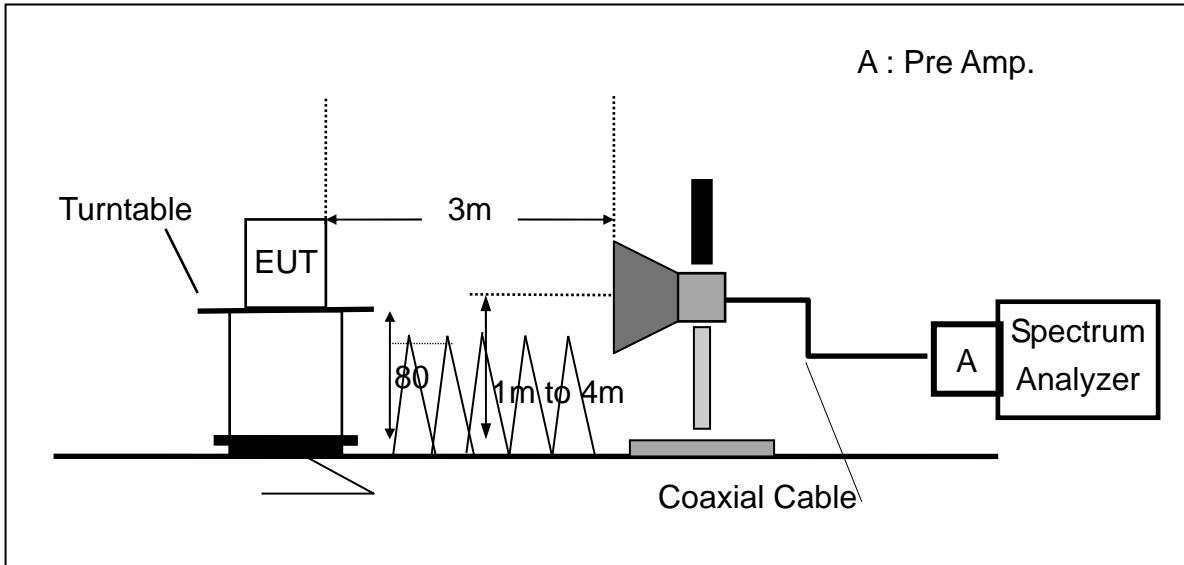 A : Pre Amp.
Turntable
3m
EUT
80
1m to 4m
A
Spectrum
Analyzer
Coaxial Cable